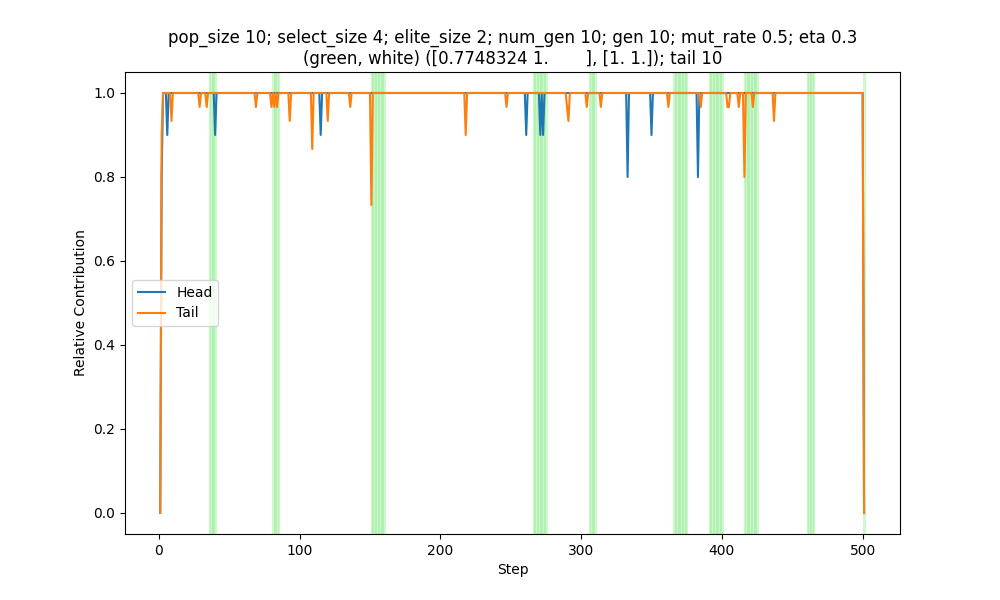 pop_size 10; select_size 4; elite_size 2; num_gen 10; gen 10; mut_rate 0.5; eta 0.3
(green, white) ([0.7748324 1.        ], [1. 1.]); tail 10
1.0
0.8
0.6
0.4
0.2
0.0
Relative Contribution
Head
Tail
0
100
200
300
400
500
Step